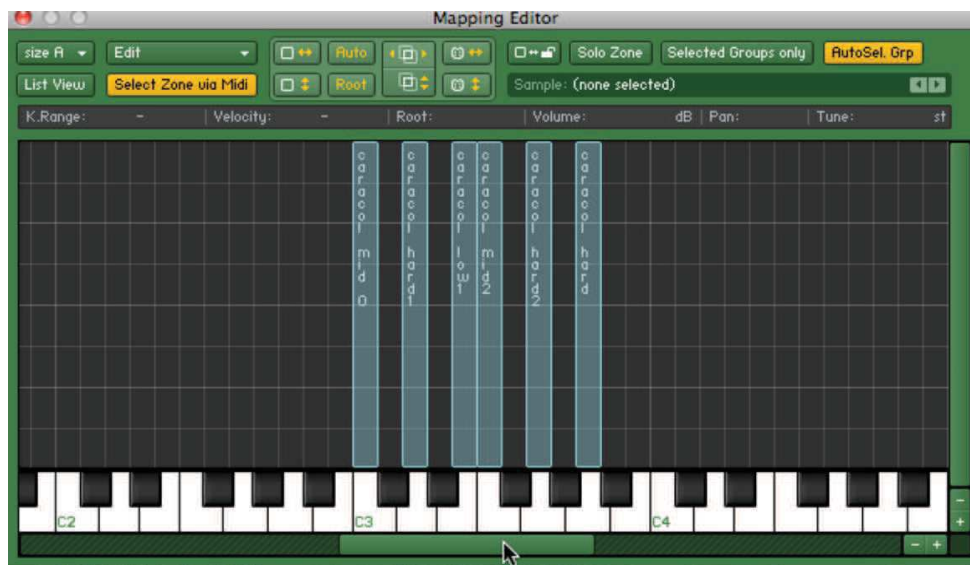 Mapping Editor
size A Edit Auto Solo Zone Selected Groups only AutoSel. Grp
List View Select Zone via Midi Root Sample: (none selected)
K.Range: - Velocity: - Root: Volume: dB Pan: Tune: st
caracol mid 0
caracol hard1
caracol low1
caracol mid2
caracol hard2
caracol hard
C2 C3 C4